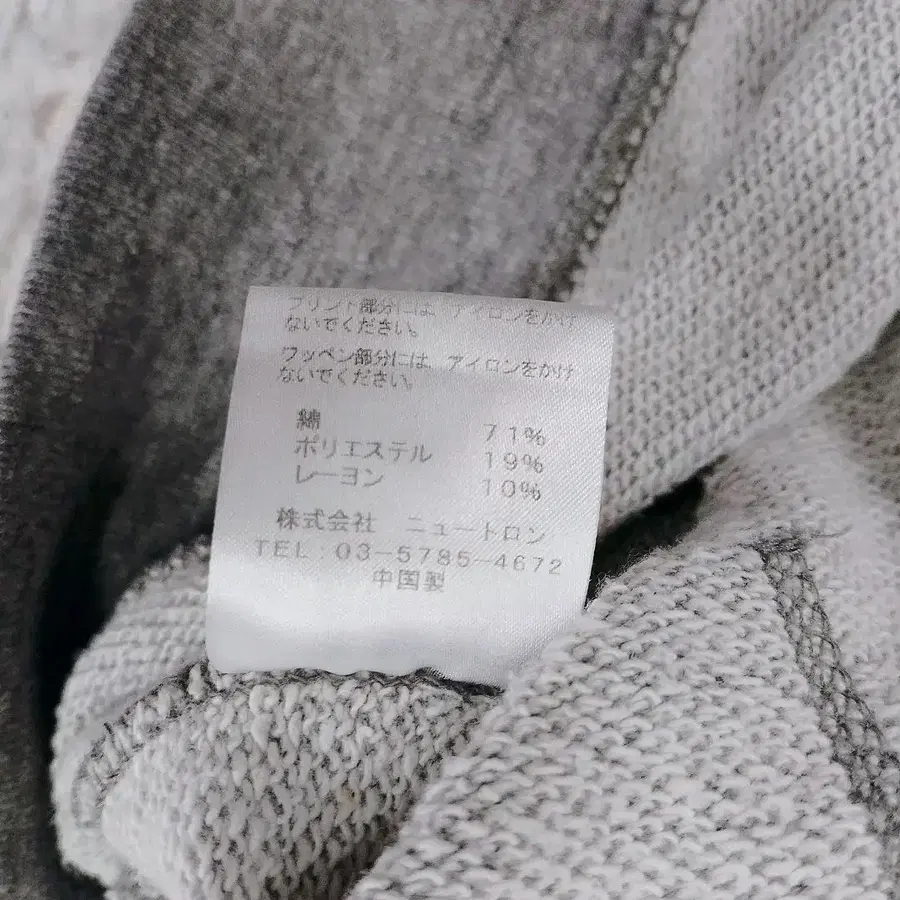 プリント部分には アイロンをかけ
ないでください。
ワッペン部分には、アイロンをかけ
ないでください。
綿 71%
ポリエステル 19%
レーヨン 10%
株式会社 ニュートロン
TEL:03-5785-4672
中国製